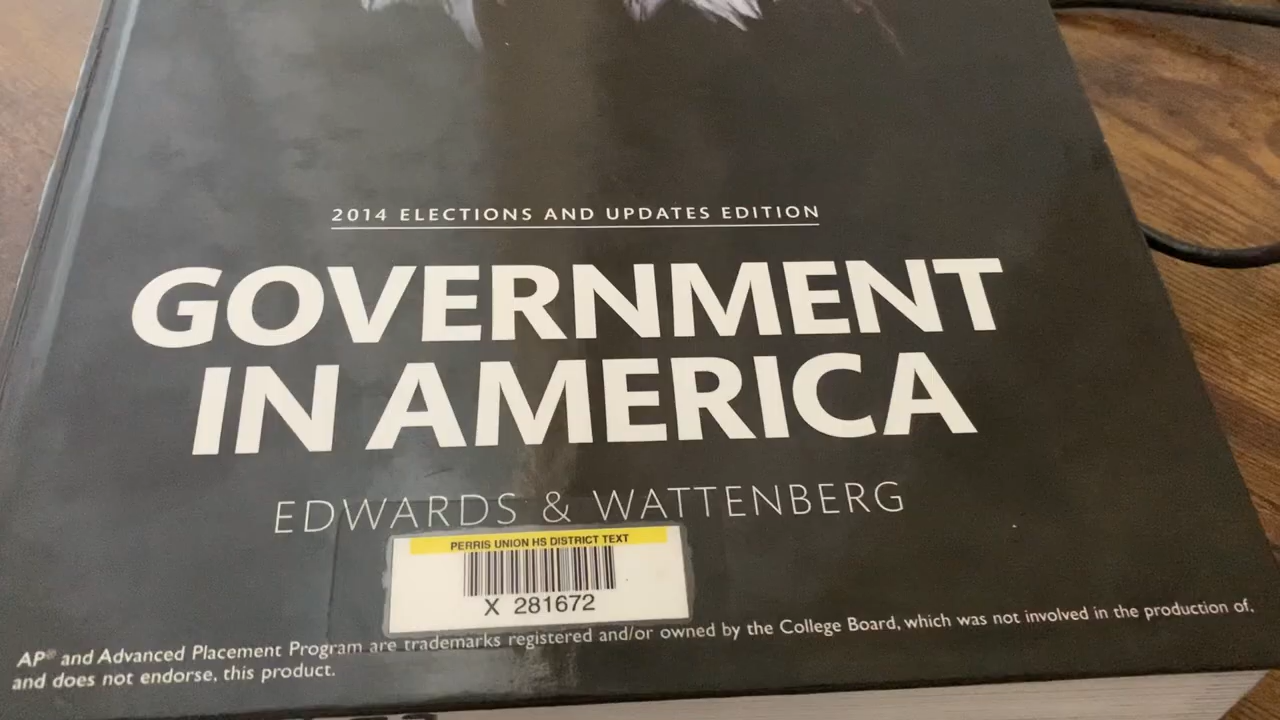 2014 ELECTIONS AND UPDATES EDITION
GOVERNMENT
IN AMERICA
EDWARDS & WATTENBERG
PERRIS UNION HS DISTRICT TEXT
X 281672
AP® and Advanced Placement Program are trademarks registered and/or owned by the College Board, which was not involved in the production of,
and does not endorse, this product.